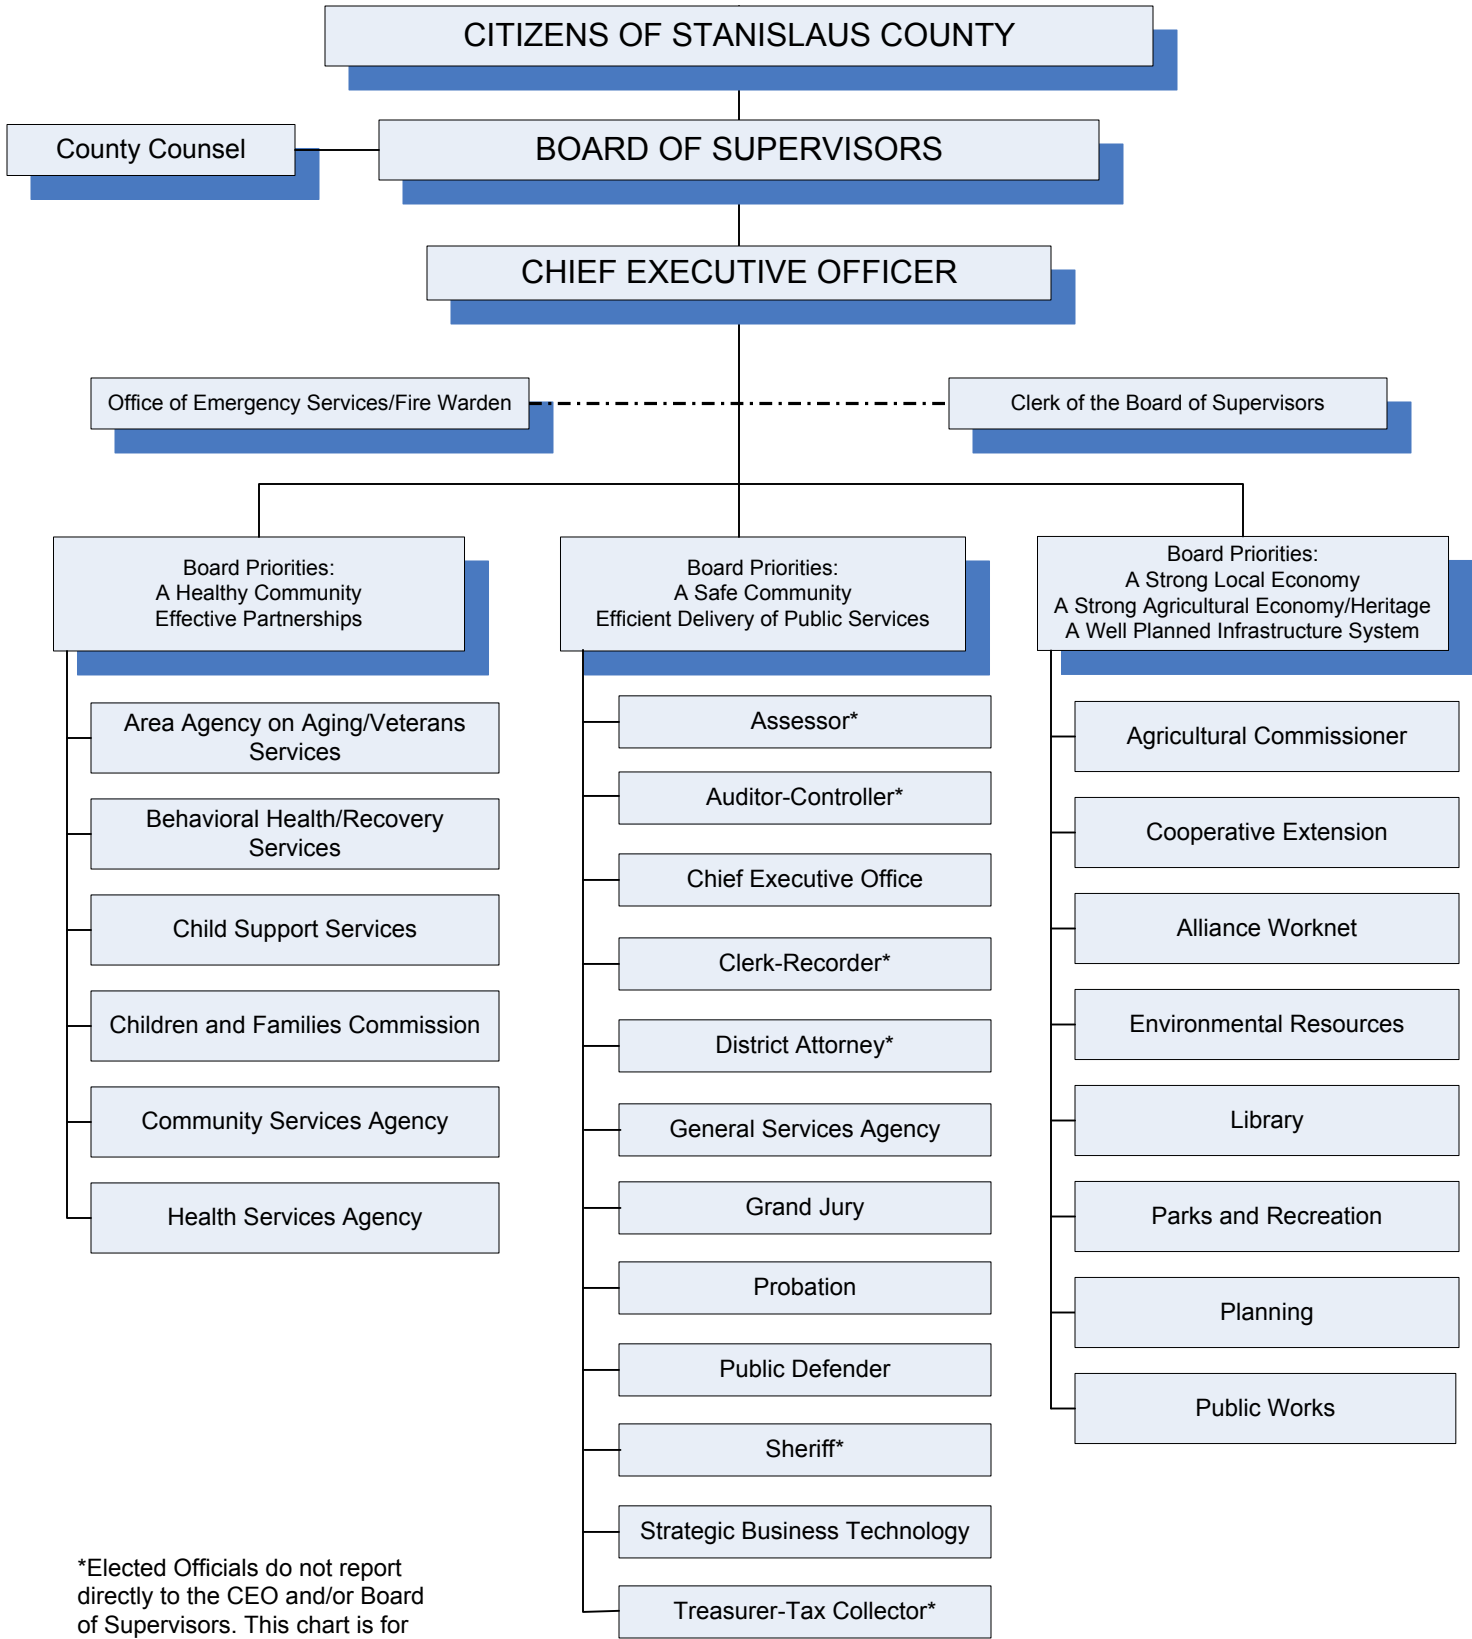 CITIZENS OF STANISLAUS COUNTY
County Counsel
BOARD OF SUPERVISORS
CHIEF EXECUTIVE OFFICER
Office of Emergency Services/Fire Warden
Clerk of the Board of Supervisors
Board Priorities:
A Healthy Community
Effective Partnerships
Area Agency on Aging/Veterans
Services
Behavioral Health/Recovery
Services
Child Support Services
Children and Families Commission
Community Services Agency
Health Services Agency
Board Priorities:
A Safe Community
Efficient Delivery of Public Services
Assessor*
Auditor-Controller*
Chief Executive Office
Clerk-Recorder*
District Attorney*
General Services Agency
Grand Jury
Probation
Public Defender
Sheriff*
Strategic Business Technology
Treasurer-Tax Collector*
Board Priorities:
A Strong Local Economy
A Strong Agricultural Economy/Heritage
A Well Planned Infrastructure System
Agricultural Commissioner
Cooperative Extension
Alliance Worknet
Environmental Resources
Library
Parks and Recreation
Planning
Public Works
*Elected Officials do not report
directly to the CEO and/or Board
of Supervisors. This chart is for